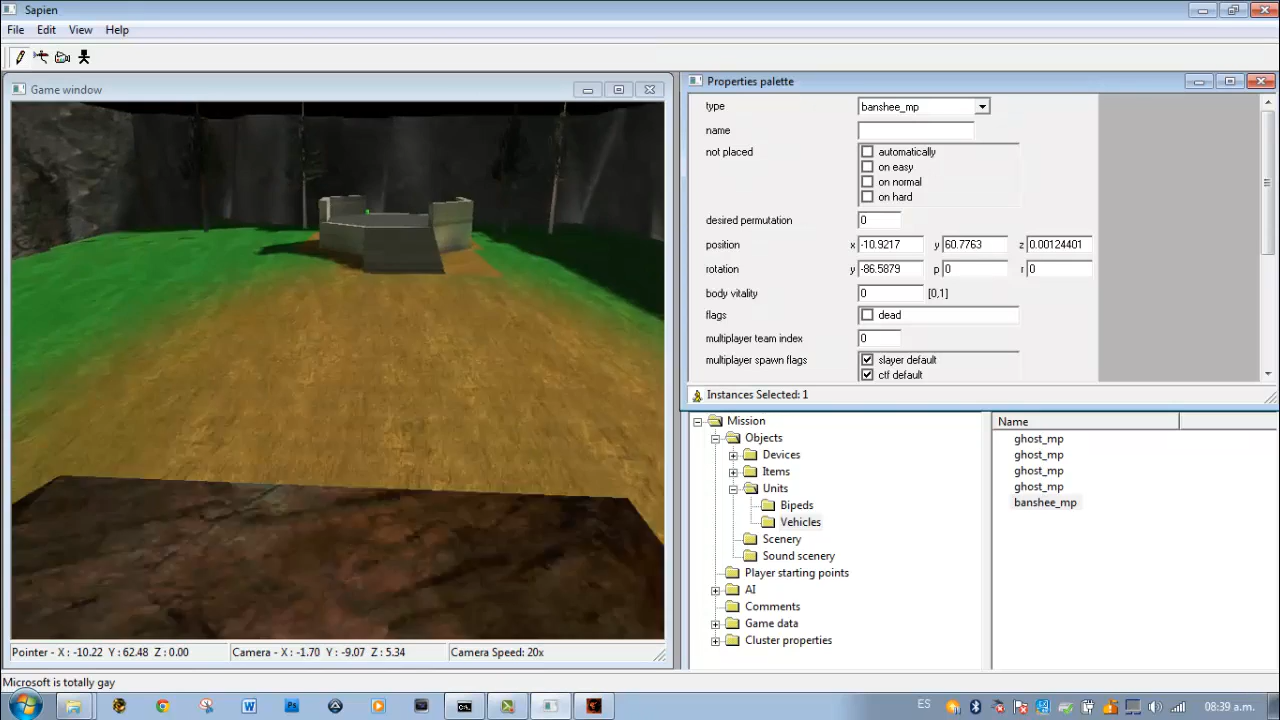 Sapien
File Edit View Help
Game window
Properties palette
type banshee_mp
name
not placed automatically
on easy
on normal
on hard
desired permutation 0
position x -10.9217 y 60.7763 z 0.00124401
rotation y -86.5879 p 0 r 0
body vitality 0 [0,1]
flags dead
multiplayer team index 0
multiplayer spawn flags slayer default
ctf default
Instances Selected: 1
Mission
Objects
Devices
Items
Units
Bipeds
Vehicles
Scenery
Sound scenery
Player starting points
AI
Comments
Game data
Cluster properties
Name
ghost_mp
ghost_mp
ghost_mp
ghost_mp
banshee_mp
Pointer - X : -10.22 Y : 62.48 Z : 0.00 Camera - X : -1.70 Y : -9.07 Z : 5.34 Camera Speed: 20x
Microsoft is totally gay
ES 08:39 a.m.